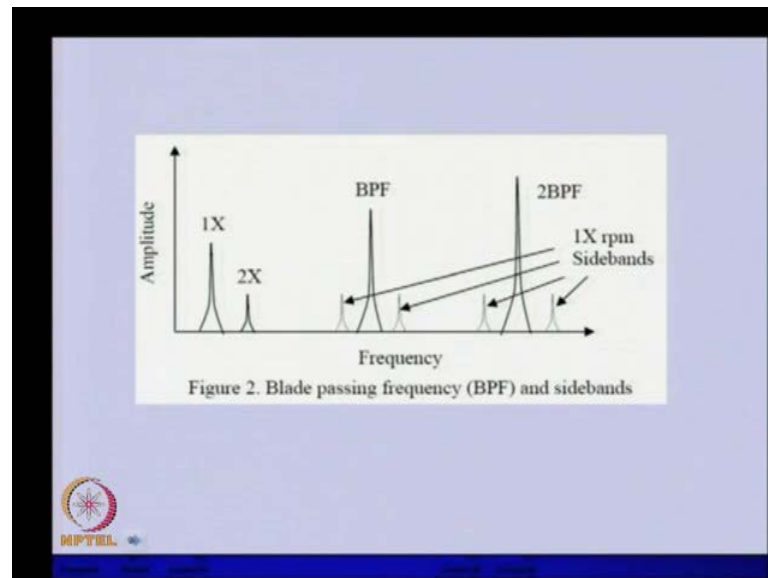 BPF
2BPF
1X
2X
1X rpm
Sidebands
Amplitude
Frequency
Figure 2. Blade passing frequency (BPF) and sidebands
NPTEL